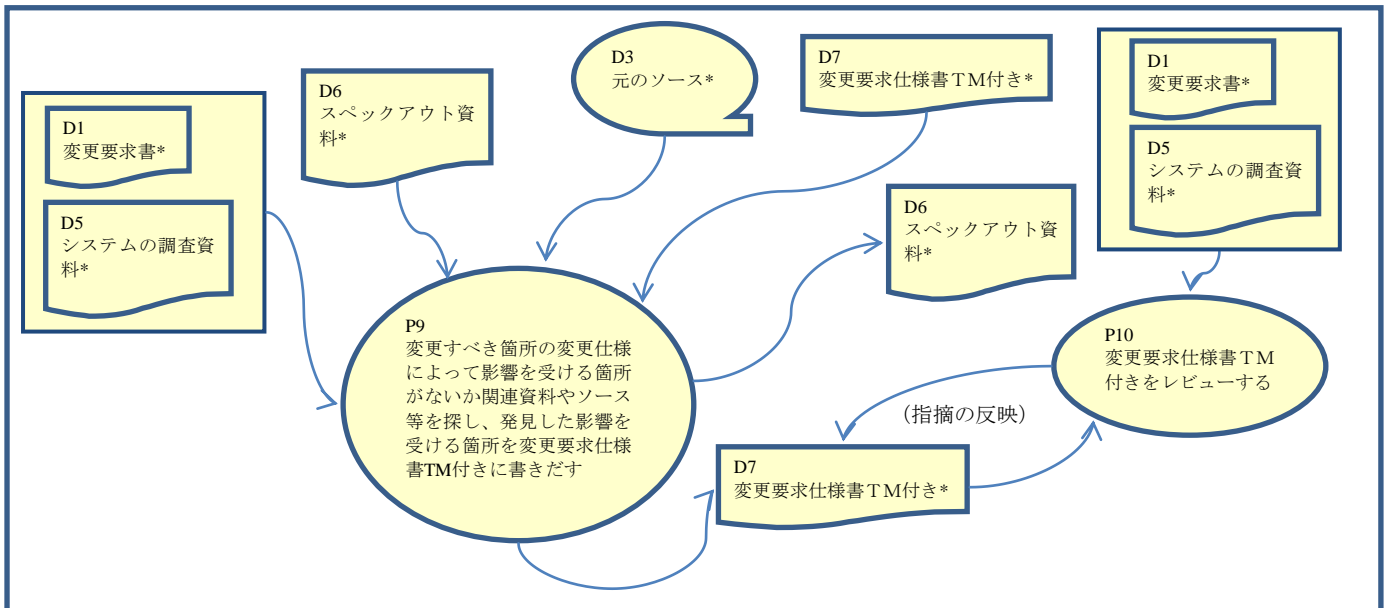 D1
変更要求書*
D5
システムの調査資
料*
D6
スペックアウト資
料*
D3
元のソース*
D7
変更要求仕様書ＴＭ付き*
D1
変更要求書*
D5
システムの調査資
料*
D6
スペックアウト資
料*
P9
変更すべき箇所の変更仕様
によって影響を受ける箇所
がないか関連資料やソース
等を探し、発見した影響を
受ける箇所を変更要求仕様
書TM付きに書きだす
P10
変更要求仕様書ＴＭ
付きをレビューする
（指摘の反映）
D7
変更要求仕様書ＴＭ付き*